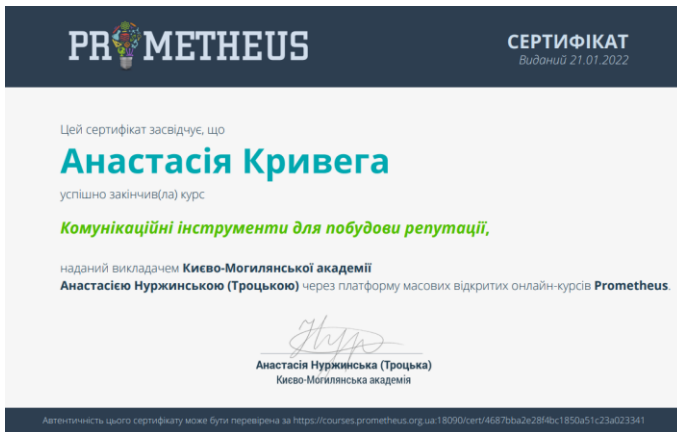 PROMETHEUS
СЕРТИФІКАТ
Виданий 21.01.2022
Цей сертифікат засвідчує, що
Анастасія Кривега
успішно закінчив(ла) курс
Комунікаційні інструменти для побудови репутації,
наданий викладачем Києво-Могилянської академії
Анастасією Нуржинською (Троцькою) через платформу масових відкритих онлайн-курсів Prometheus.
Анастасія Нуржинська (Троцька)
Києво-Могилянська академія
Автентичність цього сертифікату може бути перевірена за https://courses.prometheus.org.ua:18090/cert/4687bba2e28f4bc1850a51c23a023341